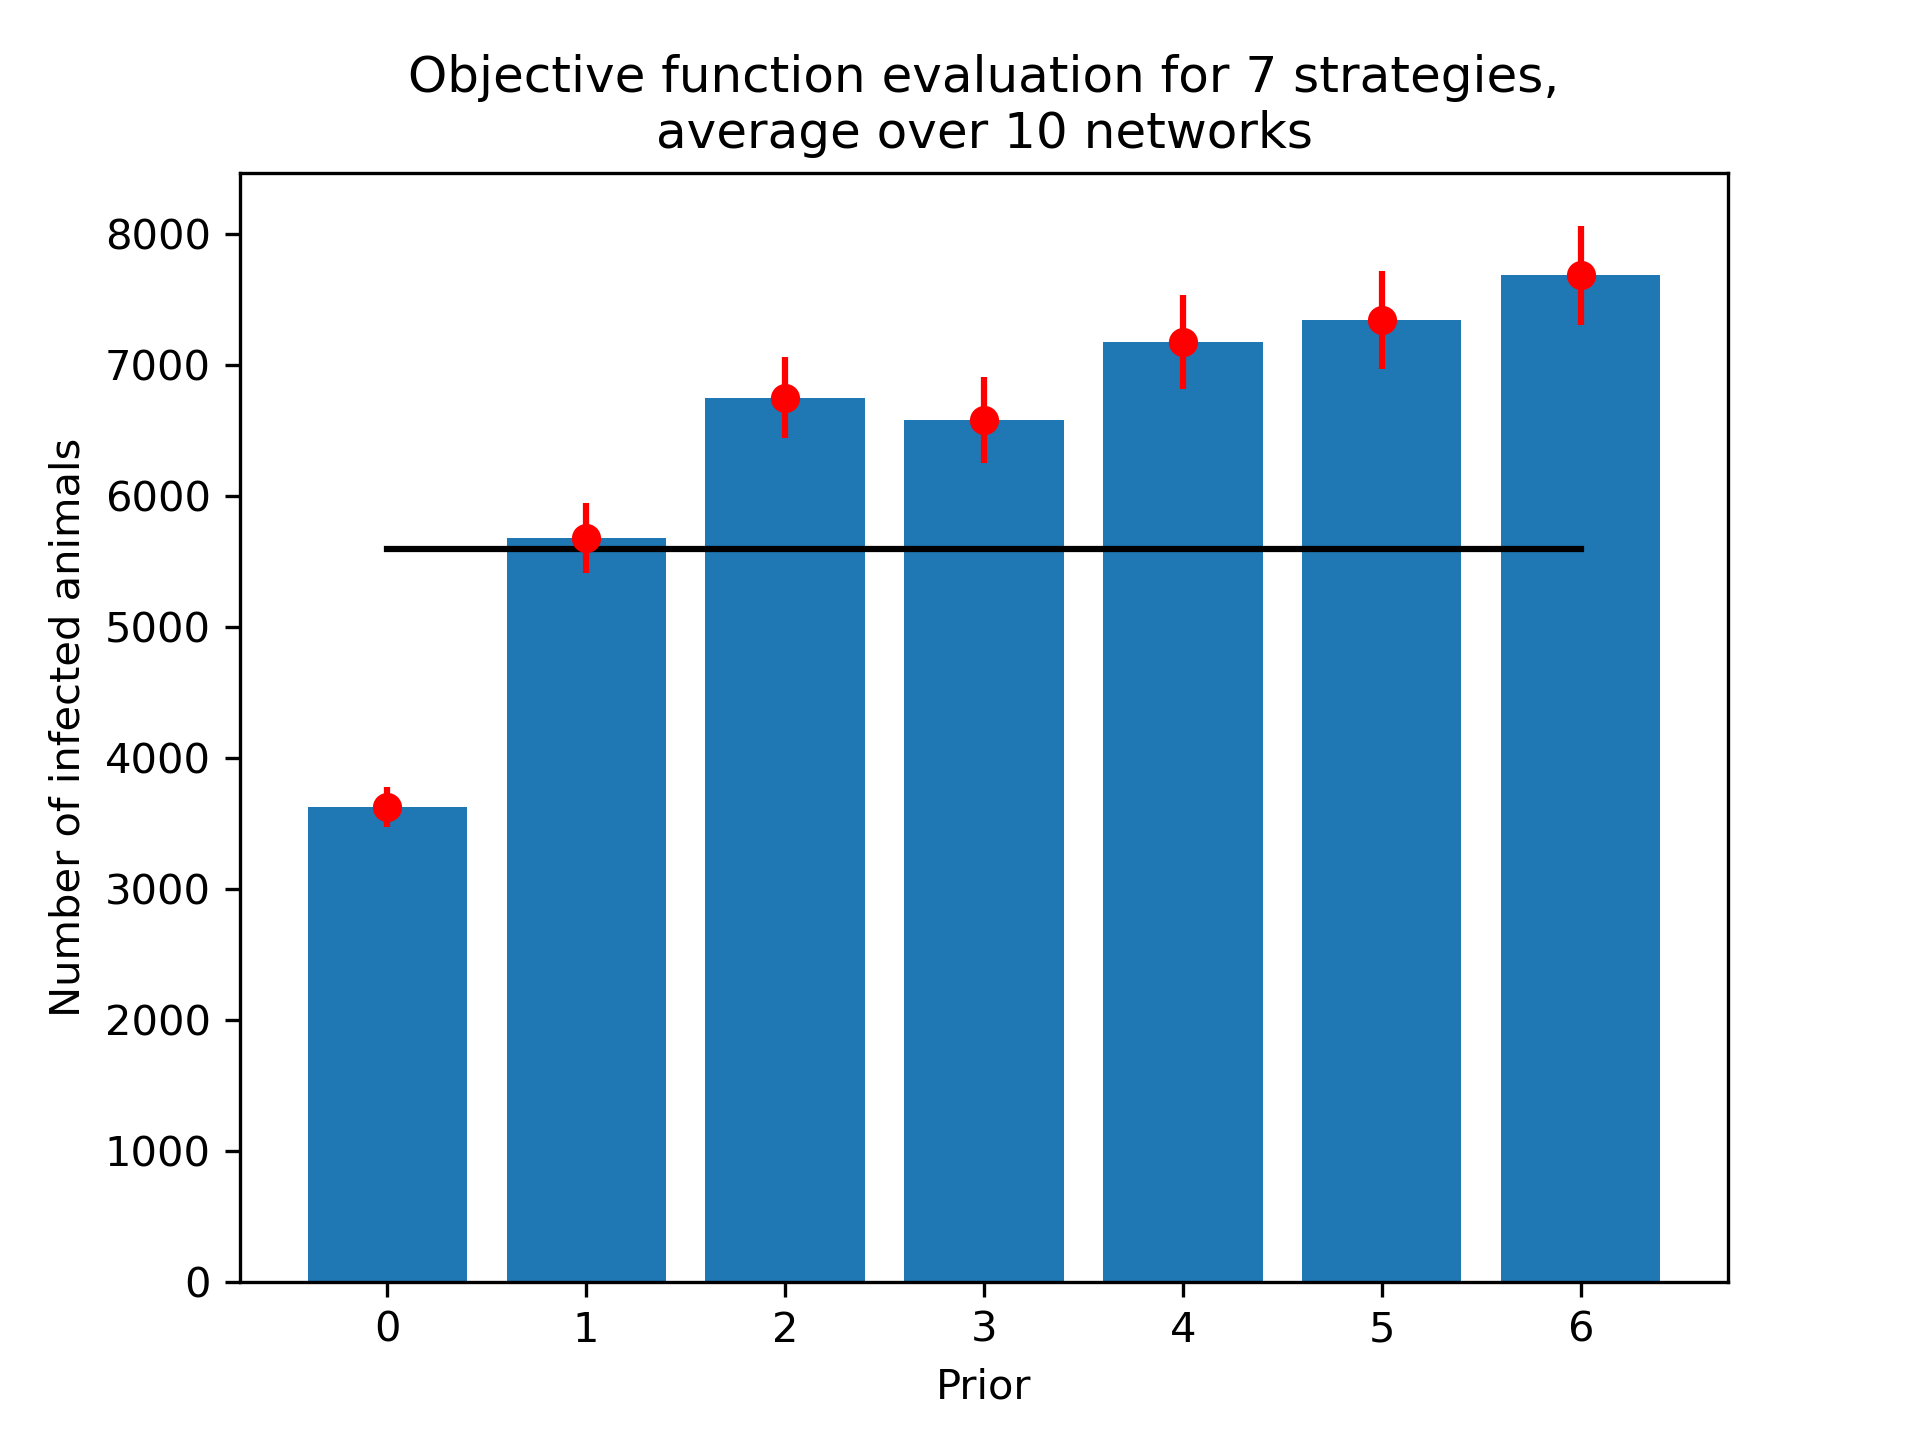 Objective function evaluation for 7 strategies,
average over 10 networks
8000
7000
6000
5000
4000
3000
2000
1000
0
Number of infected animals
0 1 2 3 4 5 6
Prior